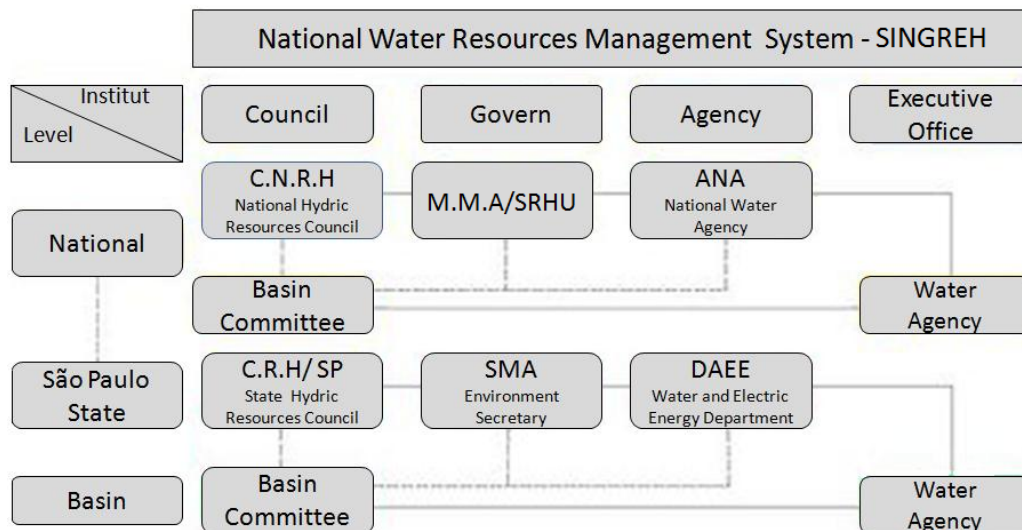 National Water Resources Management System - SINGREH
Institut
Level
Council
Govern
Agency
Executive
Office
National
C.N.R.H
National Hydric
Resources Council
M.M.A/SRHU
ANA
National Water
Agency
Basin
Committee
Water
Agency
São Paulo
State
C.R.H/ SP
State Hydric
Resources Council
SMA
Environment
Secretary
DAEE
Water and Electric
Energy Department
Basin
Basin
Committee
Water
Agency